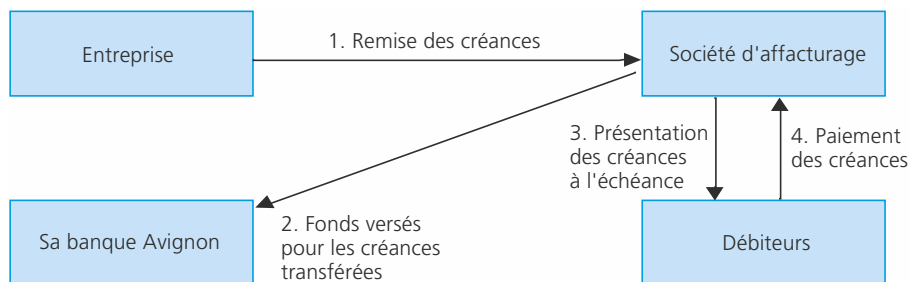 Entreprise
1. Remise des créances
Société d'affacturage
3. Présentation
des créances
à l'échéance
4. Paiement
des créances
Sa banque Avignon
2. Fonds versés
pour les créances
transférées
Débiteurs